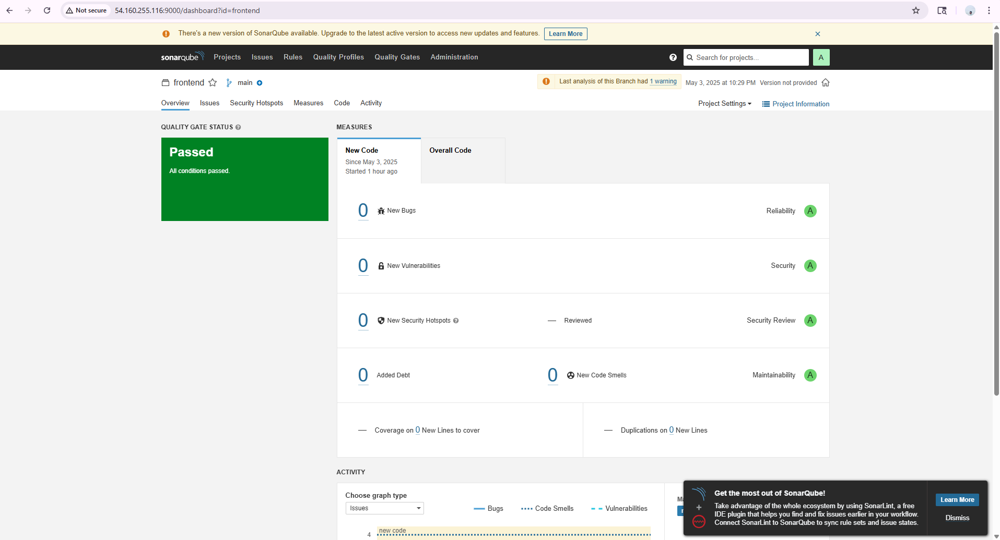 Not secure
54.160.255.116:9000/dashboard?id=frontend
There's a new version of SonarQube available. Upgrade to the latest active version to access new updates and features.
Learn More
sonarqube
Projects
Issues
Rules
Quality Profiles
Quality Gates
Administration
Search for projects...
A
frontend
main
Last analysis of this Branch had 1 warning
May 3, 2025 at 10:29 PM
Version not provided
Overview
Issues
Security Hotspots
Measures
Code
Activity
Project Settings
Project Information
QUALITY GATE STATUS
Passed
All conditions passed.
MEASURES
New Code
Since May 3, 2025
Started 1 hour ago
Overall Code
0 New Bugs
Reliability A
0 New Vulnerabilities
Security A
0 New Security Hotspots
— Reviewed
Security Review A
0 Added Debt
0 New Code Smells
Maintainability A
— Coverage on 0 New Lines to cover
— Duplications on 0 New Lines
ACTIVITY
Choose graph type
Issues
Bugs
Code Smells
Vulnerabilities
new code
4
Get the most out of SonarQube!
Take advantage of the whole ecosystem by using SonarLint, a free
IDE plugin that helps you find and fix issues earlier in your workflow.
Connect SonarLint to SonarQube to sync rule sets and issue states.
Learn More
Dismiss